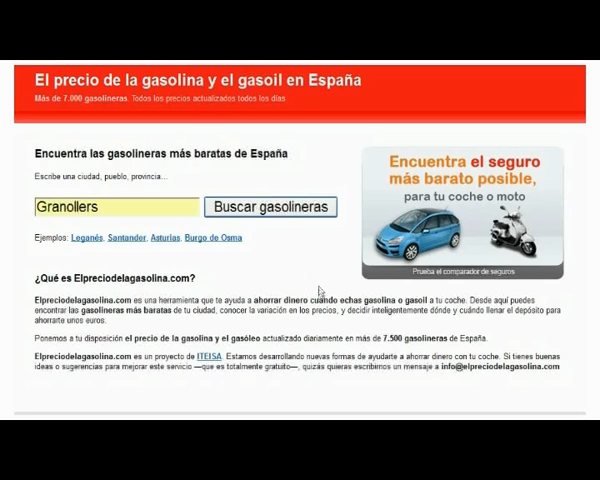 El precio de la gasolina y el gasoil en España
Más de 7.000 gasolineras. Todos los precios actualizados todos los días
Encuentra las gasolineras más baratas de España
Escribe una ciudad, pueblo, provincia...
Granollers
Buscar gasolineras
Ejemplos: Leganés, Santander, Asturias, Burgo de Osma
Encuentra el seguro
más barato posible,
para tu coche o moto
Prueba el comparador de seguros
¿Qué es Elpreciodelagasolina.com?
Elpreciodelagasolina.com es una herramienta que te ayuda a ahorrar dinero cuando echas gasolina o gasoil a tu coche. Desde aquí puedes
encontrar las gasolineras más baratas de tu ciudad, conocer la variación en los precios, y decidir inteligentemente dónde y cuándo llenar el depósito para
ahorrarte unos euros.
Ponemos a tu disposición el precio de la gasolina y el gasóleo actualizado diariamente en más de 7.500 gasolineras de España.
Elpreciodelagasolina.com es un proyecto de ITEISA. Estamos desarrollando nuevas formas de ayudarte a ahorrar dinero con tu coche. Si tienes buenas
ideas o sugerencias para mejorar este servicio —que es totalmente gratuito—, quizás quieras escribirnos un mensaje a info@elpreciodelagasolina.com